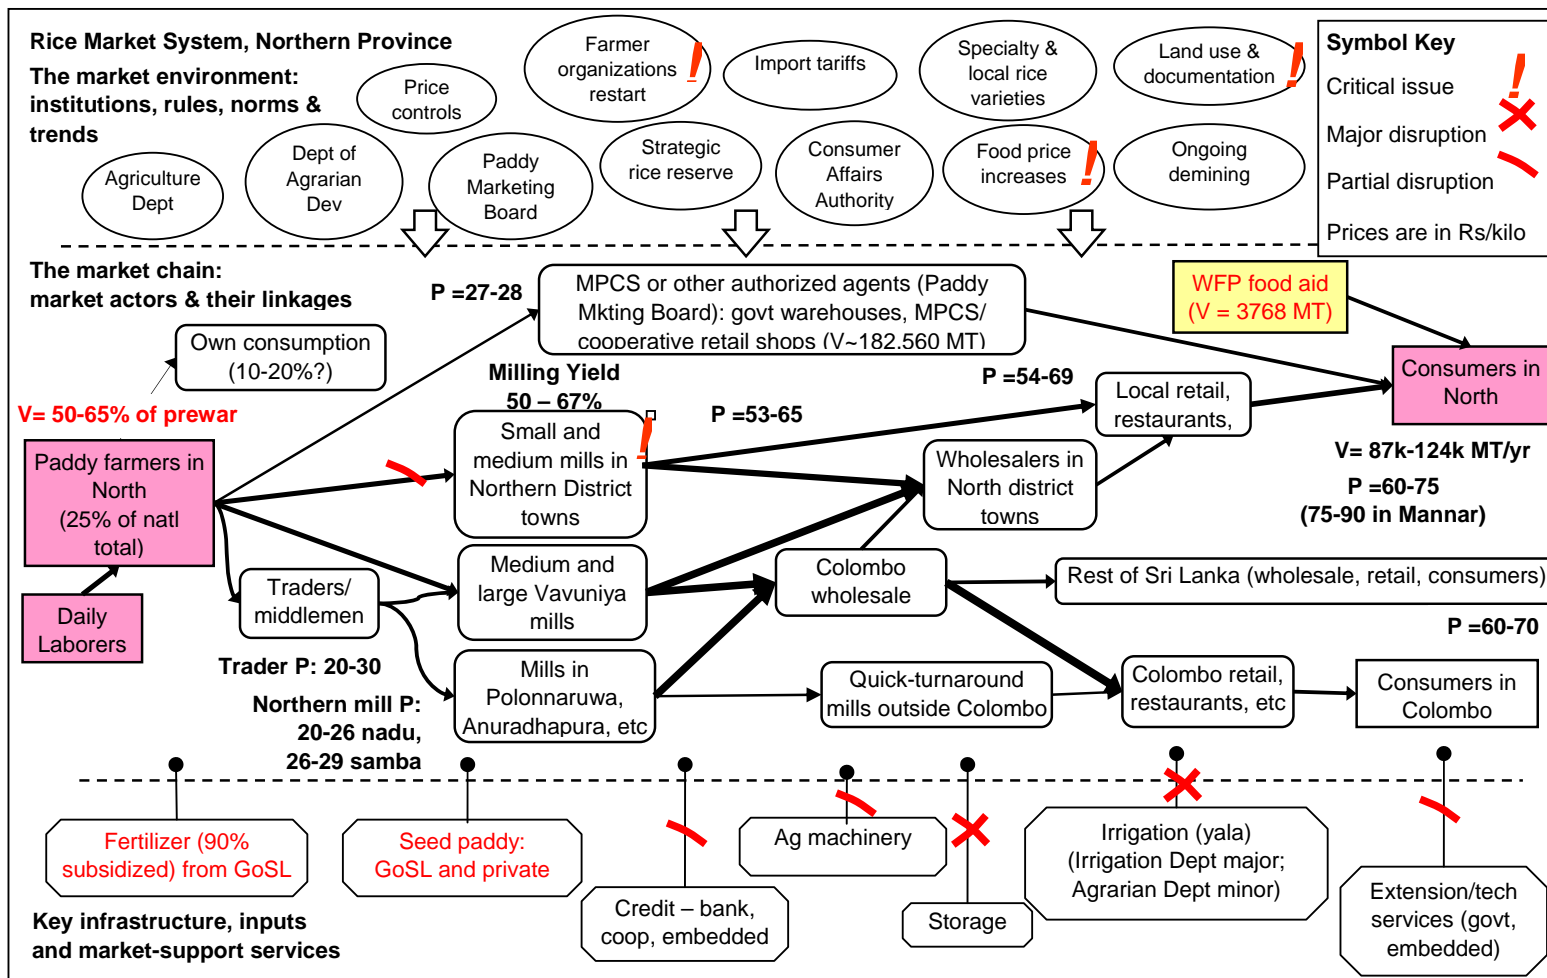 Rice Market System, Northern Province
The market environment:
institutions, rules, norms &
trends
Price
controls
Farmer
organizations
restart
Import tariffs
Specialty &
local rice
varieties
Land use &
documentation
Agriculture
Dept
Dept of
Agrarian
Dev
Paddy
Marketing
Board
Strategic
rice reserve
Consumer
Affairs
Authority
Food price
increases
Ongoing
demining
Symbol Key
Critical issue
Major disruption
Partial disruption
Prices are in Rs/kilo
The market chain:
market actors & their linkages
P =27-28
MPCS or other authorized agents (Paddy
Mkting Board): govt warehouses, MPCS/
cooperative retail shops (V~182.560 MT)
WFP food aid
(V = 3768 MT)
Own consumption
(10-20%?)
Consumers in
North
V= 50-65% of prewar
Milling Yield
50 – 67%
P =54-69
P =53-65
Local retail,
restaurants,
Paddy farmers in
North
(25% of natl
total)
Small and
medium mills in
Northern District
towns
Wholesalers in
North district
towns
V= 87k-124k MT/yr
P =60-75
(75-90 in Mannar)
Daily
Laborers
Traders/
middlemen
Medium and
large Vavuniya
mills
Colombo
wholesale
Rest of Sri Lanka (wholesale, retail, consumers)
P =60-70
Trader P: 20-30
Northern mill P:
20-26 nadu,
26-29 samba
Mills in
Polonnaruwa,
Anuradhapura, etc
Quick-turnaround
mills outside Colombo
Colombo retail,
restaurants, etc
Consumers in
Colombo
Fertilizer (90%
subsidized) from GoSL
Seed paddy:
GoSL and private
Credit – bank,
coop, embedded
Ag machinery
Storage
Irrigation (yala)
(Irrigation Dept major;
Agrarian Dept minor)
Extension/tech
services (govt,
embedded)
Key infrastructure, inputs
and market-support services